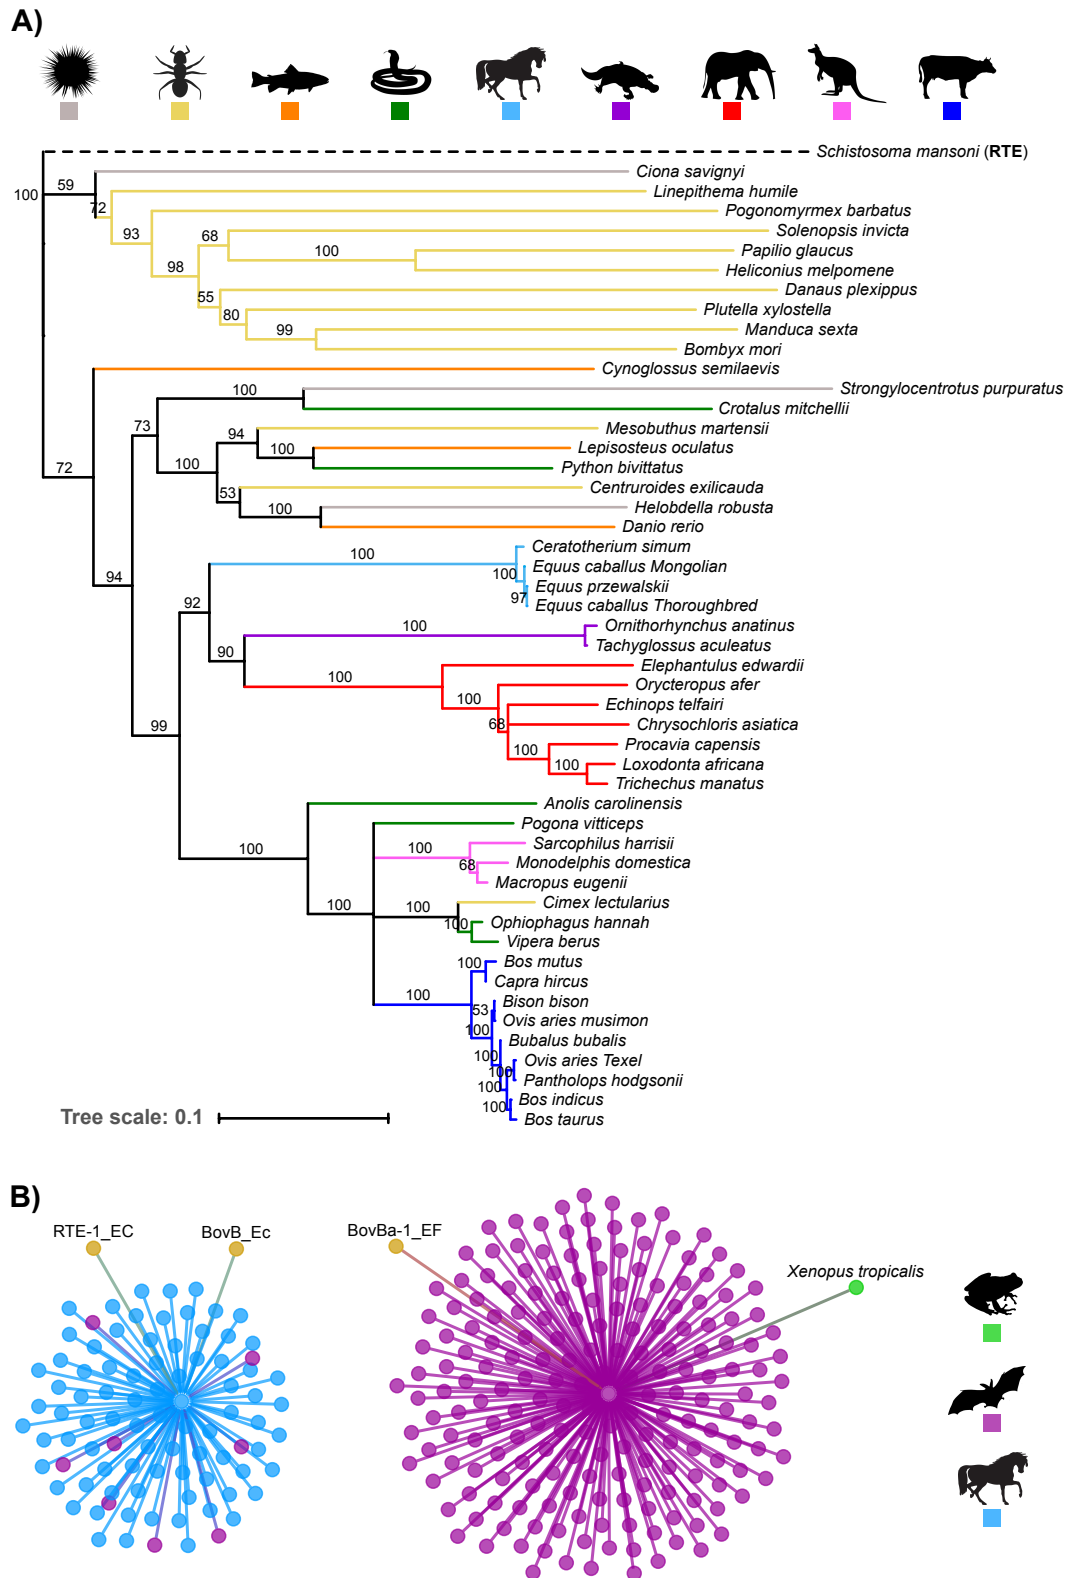 A)
Schistosoma mansoni (RTE)
59
Ciona savignyi
100
72
Linepithema humile
93
Pogonomyrmex barbatus
68
Solenopsis invicta
98
100
Papilio glaucus
Heliconius melpomene
55
Danaus plexippus
80
Plutella xylostella
99
Manduca sexta
Bombyx mori
72
Cynoglossus semilaevis
100
Strongylocentrotus purpuratus
73
Crotalus mitchellii
94
Mesobuthus martensii
100
100
Lepisosteus oculatus
Python bivittatus
53
Centruroides exilicauda
100
Helobdella robusta
Danio rerio
94
100
Ceratotherium simum
100
Equus caballus Mongolian
Equus przewalskii
92
97
Equus caballus Thoroughbred
100
Ornithorhynchus anatinus
90
Tachyglossus aculeatus
100
Elephantulus edwardii
100
Orycteropus afer
Echinops telfairi
99
68
Chrysochloris asiatica
100
Procavia capensis
100
Loxodonta africana
Trichechus manatus
Anolis carolinensis
100
Pogona vitticeps
100
Sarcophilus harrisii
68
Monodelphis domestica
Macropus eugenii
100
100
Cimex lectularius
100
Ophiophagus hannah
Vipera berus
100
Bos mutus
100
Capra hircus
53
Bison bison
100
Ovis aries musimon
Bubalus bubalis
100
Ovis aries Texel
100
Pantholops hodgsonii
100
Bos indicus
100
Bos taurus
Tree scale: 0.1
B)
RTE-1_EC
BovB_Ec
BovBa-1_EF
Xenopus tropicalis